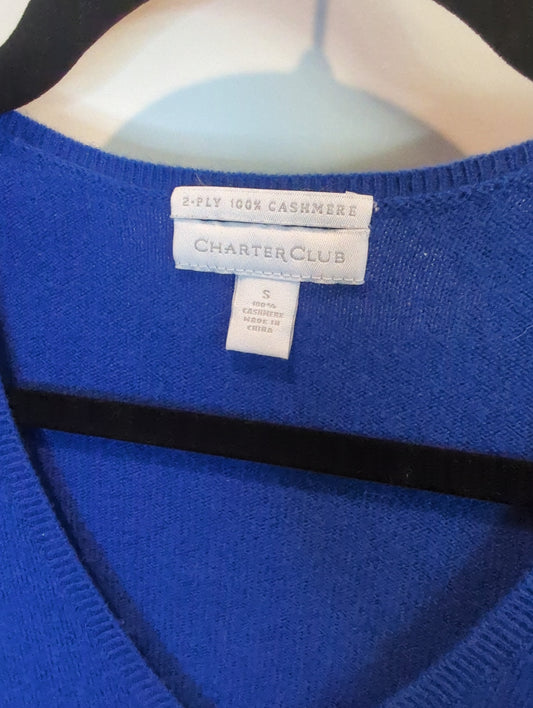 2-PLY 100% CASHMERE
CHARTER CLUB
S
100%
CASHMERE
MADE IN
CHINA